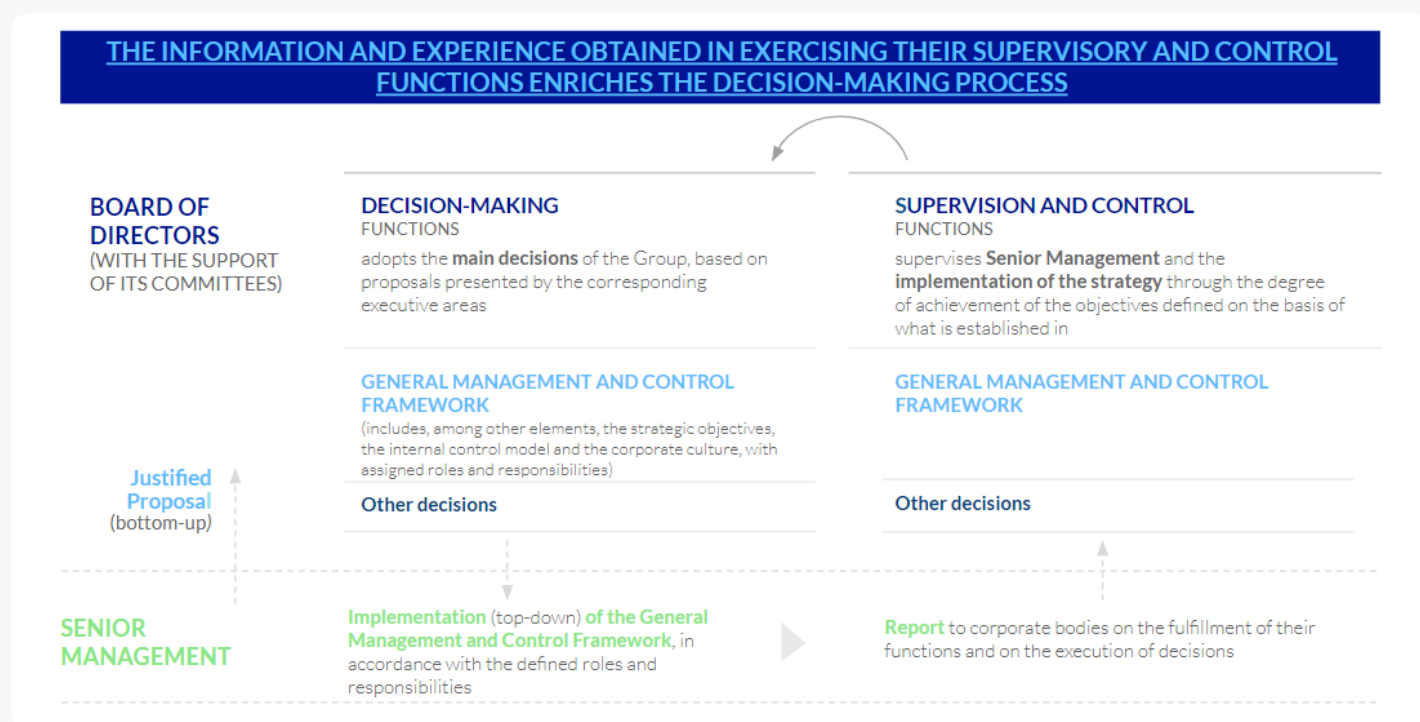 THE INFORMATION AND EXPERIENCE OBTAINED IN EXERCISING THEIR SUPERVISORY AND CONTROL
FUNCTIONS ENRICHES THE DECISION-MAKING PROCESS
BOARD OF
DIRECTORS
(WITH THE SUPPORT
OF ITS COMMITTEES)
DECISION-MAKING
FUNCTIONS
adopts the main decisions of the Group, based on
proposals presented by the corresponding
executive areas
SUPERVISION AND CONTROL
FUNCTIONS
supervises Senior Management and the
implementation of the strategy through the degree
of achievement of the objectives defined on the basis of
what is established in
GENERAL MANAGEMENT AND CONTROL
FRAMEWORK
(includes, among other elements, the strategic objectives,
the internal control model and the corporate culture, with
assigned roles and responsibilities)
GENERAL MANAGEMENT AND CONTROL
FRAMEWORK
Justified
Proposal
(bottom-up)
Other decisions
Other decisions
SENIOR
MANAGEMENT
Implementation (top-down) of the General
Management and Control Framework, in
accordance with the defined roles and
responsibilities
Report to corporate bodies on the fulfillment of their
functions and on the execution of decisions